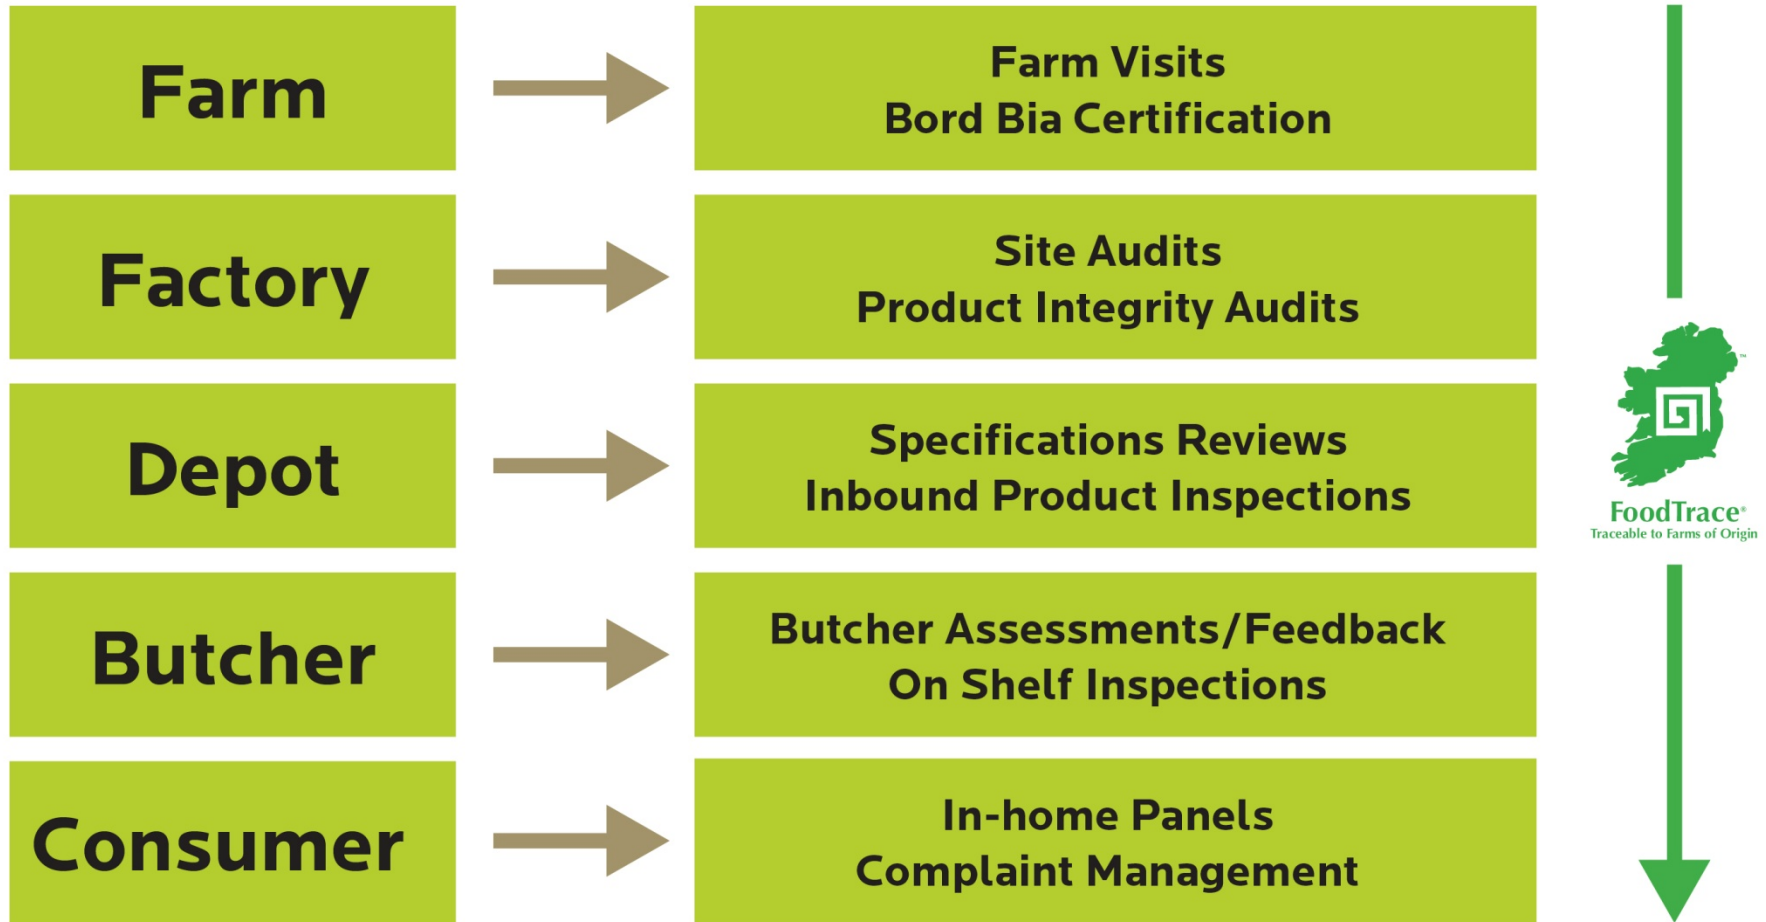 Farm
Farm Visits
Bord Bia Certification
Factory
Site Audits
Product Integrity Audits
Depot
Specifications Reviews
Inbound Product Inspections
Butcher
Butcher Assessments/Feedback
On Shelf Inspections
Consumer
In-home Panels
Complaint Management
™
FoodTrace®
Traceable to Farms of Origin